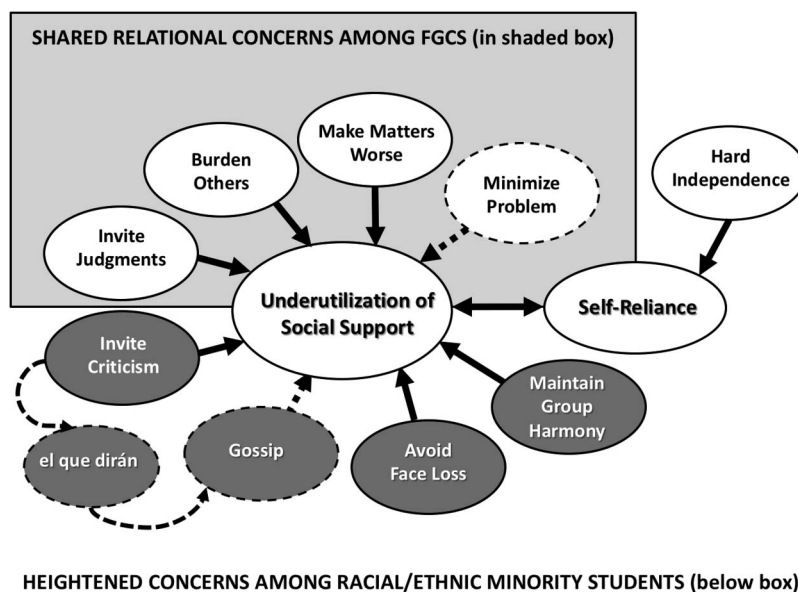 SHARED RELATIONAL CONCERNS AMONG FGCS (in shaded box)
Make Matters
Worse
Burden
Others
Minimize
Problem
Hard
Independence
Invite
Judgments
Underutilization of
Social Support
Self-Reliance
Invite
Criticism
Maintain
Group
Harmony
el que dirán
Gossip
Avoid
Face Loss
HEIGHTENED CONCERNS AMONG RACIAL/ETHNIC MINORITY STUDENTS (below box)